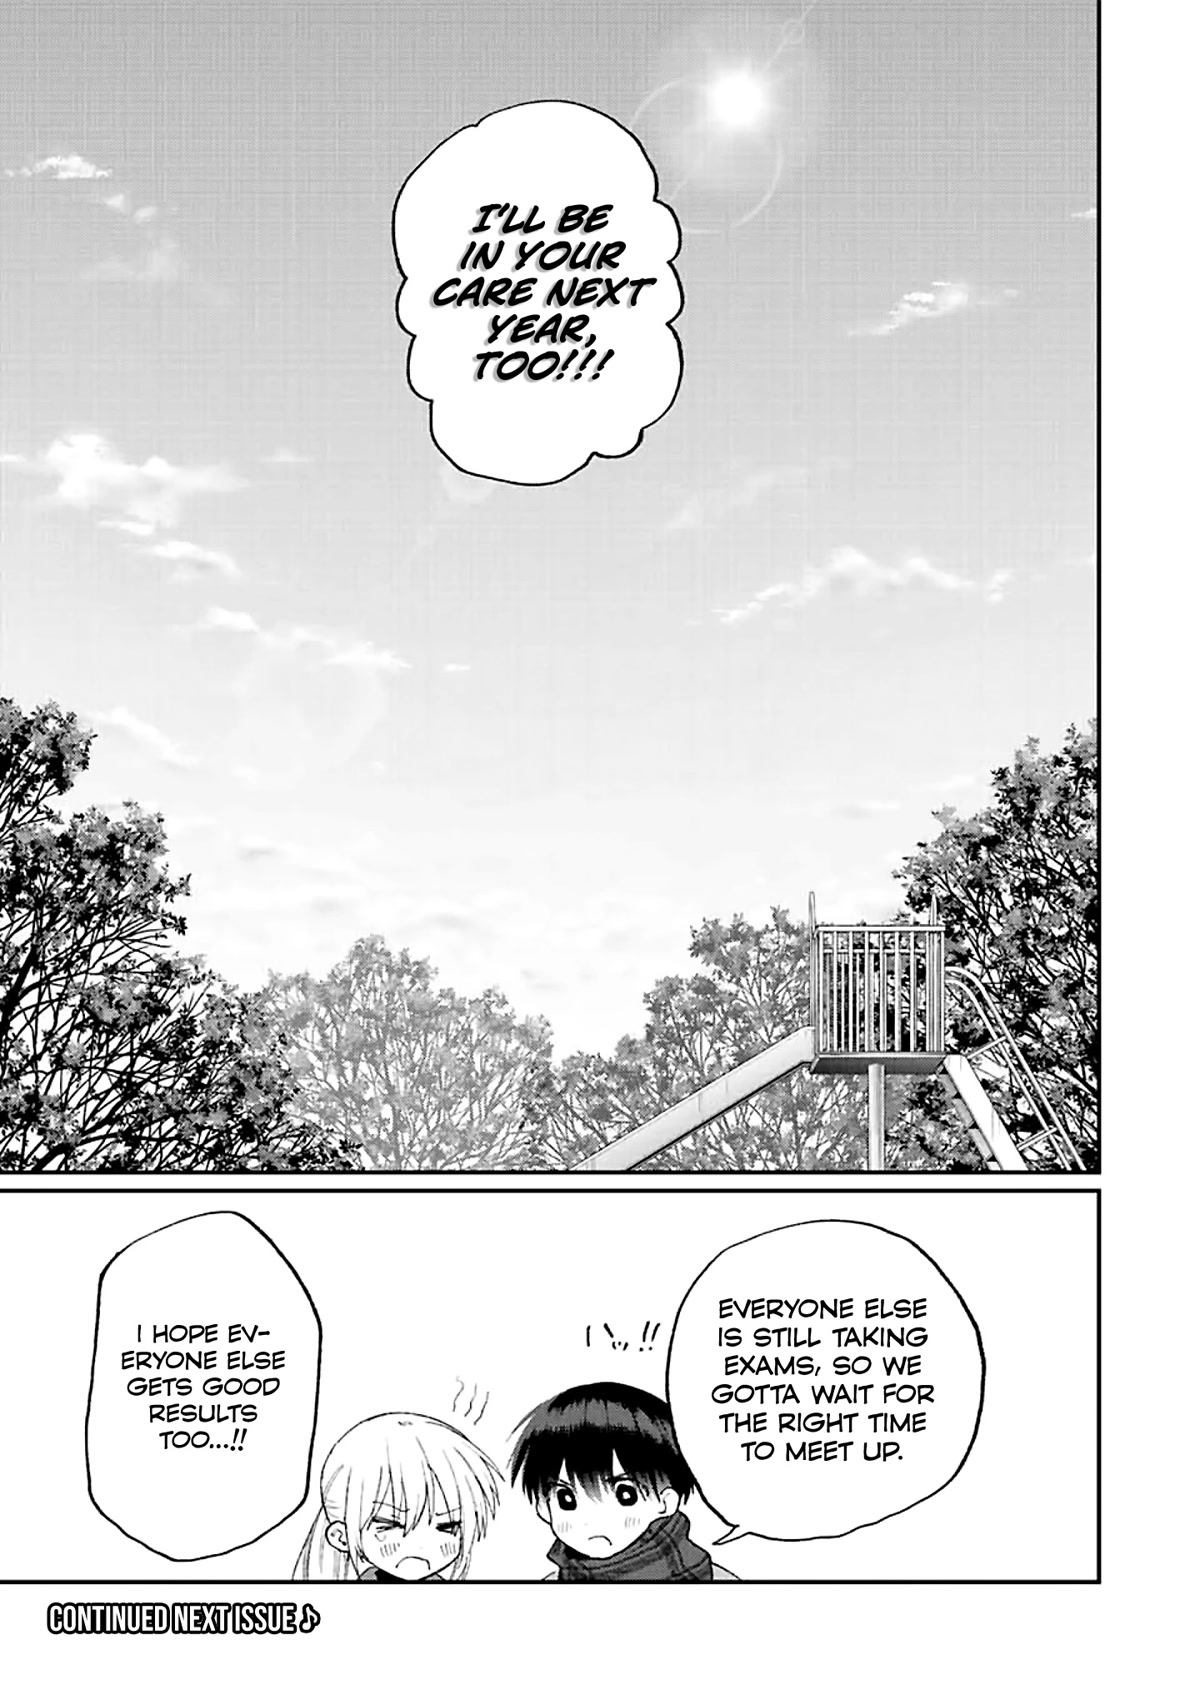 I'LL BE
IN YOUR
CARE NEXT
YEAR,
TOO!!!
EVERYONE ELSE
IS STILL TAKING
EXAMS, SO WE
GOTTA WAIT FOR
THE RIGHT TIME
TO MEET UP.
I HOPE EV-
ERYONE ELSE
GETS GOOD
RESULTS
TOO...!!
CONTINUED NEXT ISSUE ♪